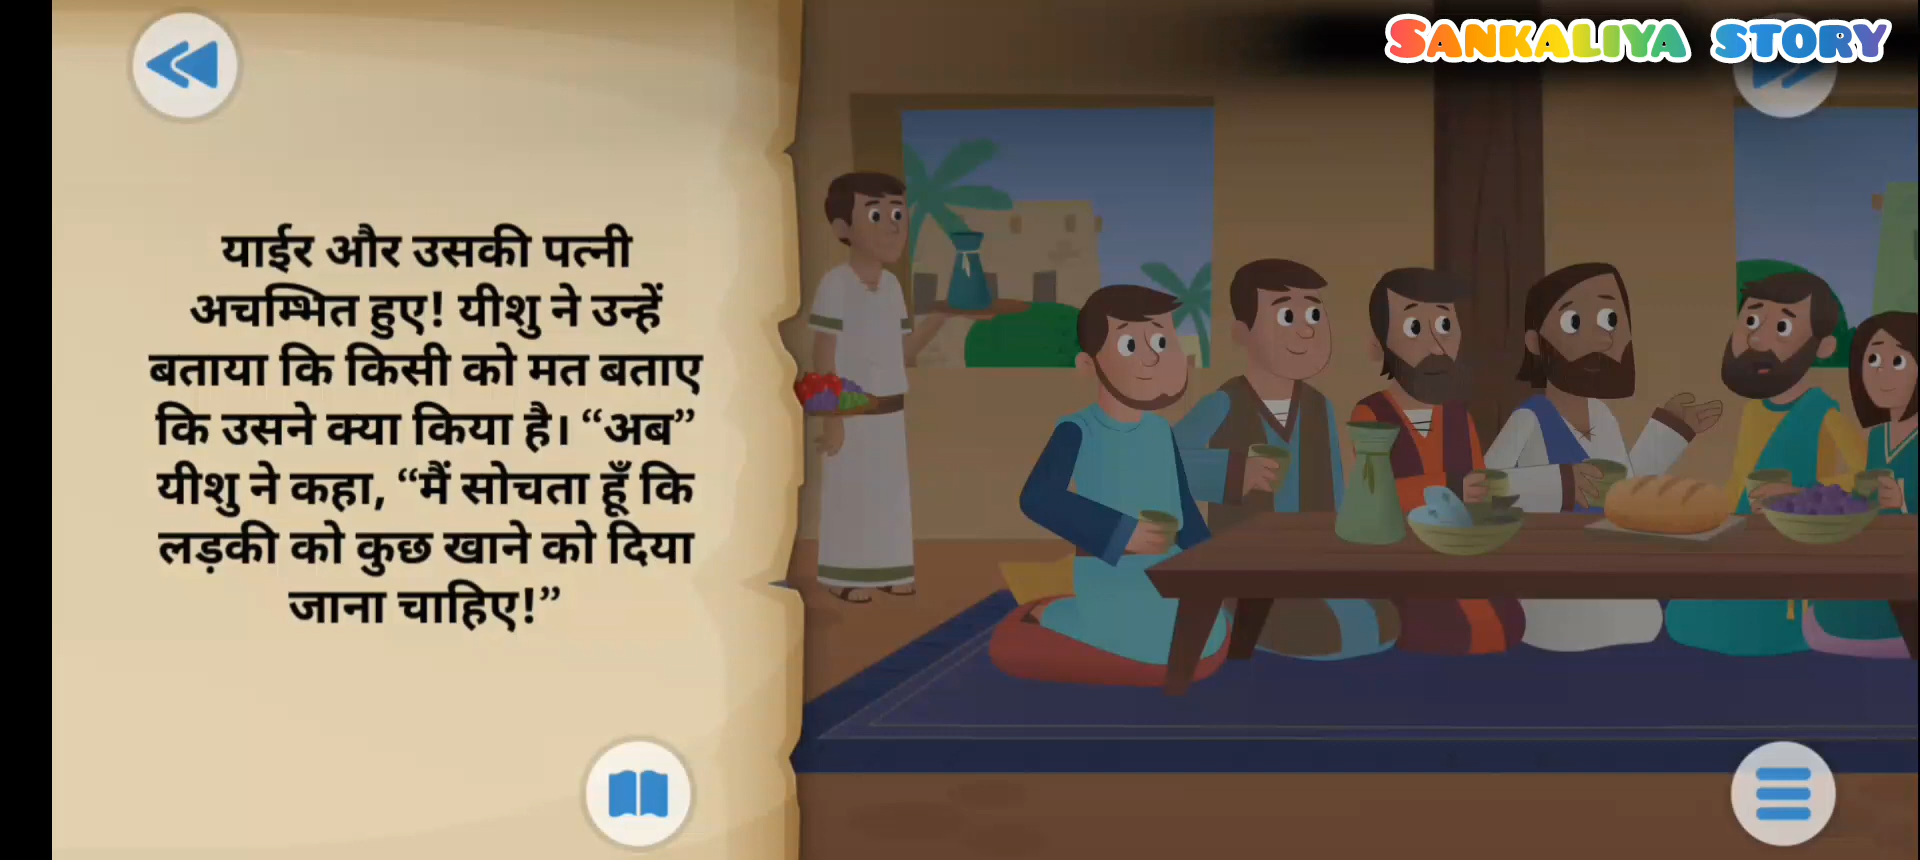 SANKALIYA STORY
याईर और उसकी पत्नी
अचम्भित हुए! यीशु ने उन्हें
बताया कि किसी को मत बताए
कि उसने क्या किया है। “अब”
यीशु ने कहा, “मैं सोचता हूँ कि
लड़की को कुछ खाने को दिया
जाना चाहिए!”